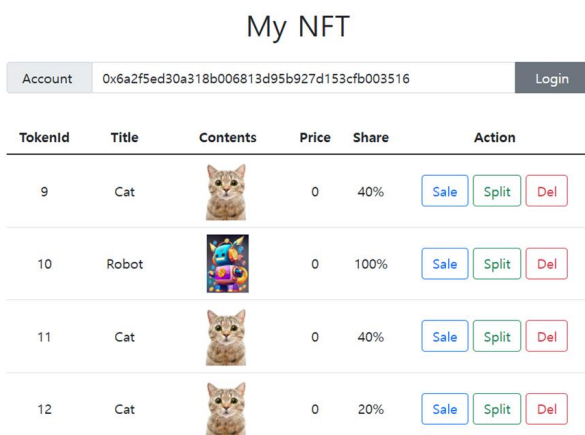 My NFT
Account 0x6a2f5ed30a318b006813d95b927d153cfb003516 Login
TokenId Title Contents Price Share Action
9 Cat 0 40% Sale Split Del
10 Robot 0 100% Sale Split Del
11 Cat 0 40% Sale Split Del
12 Cat 0 20% Sale Split Del